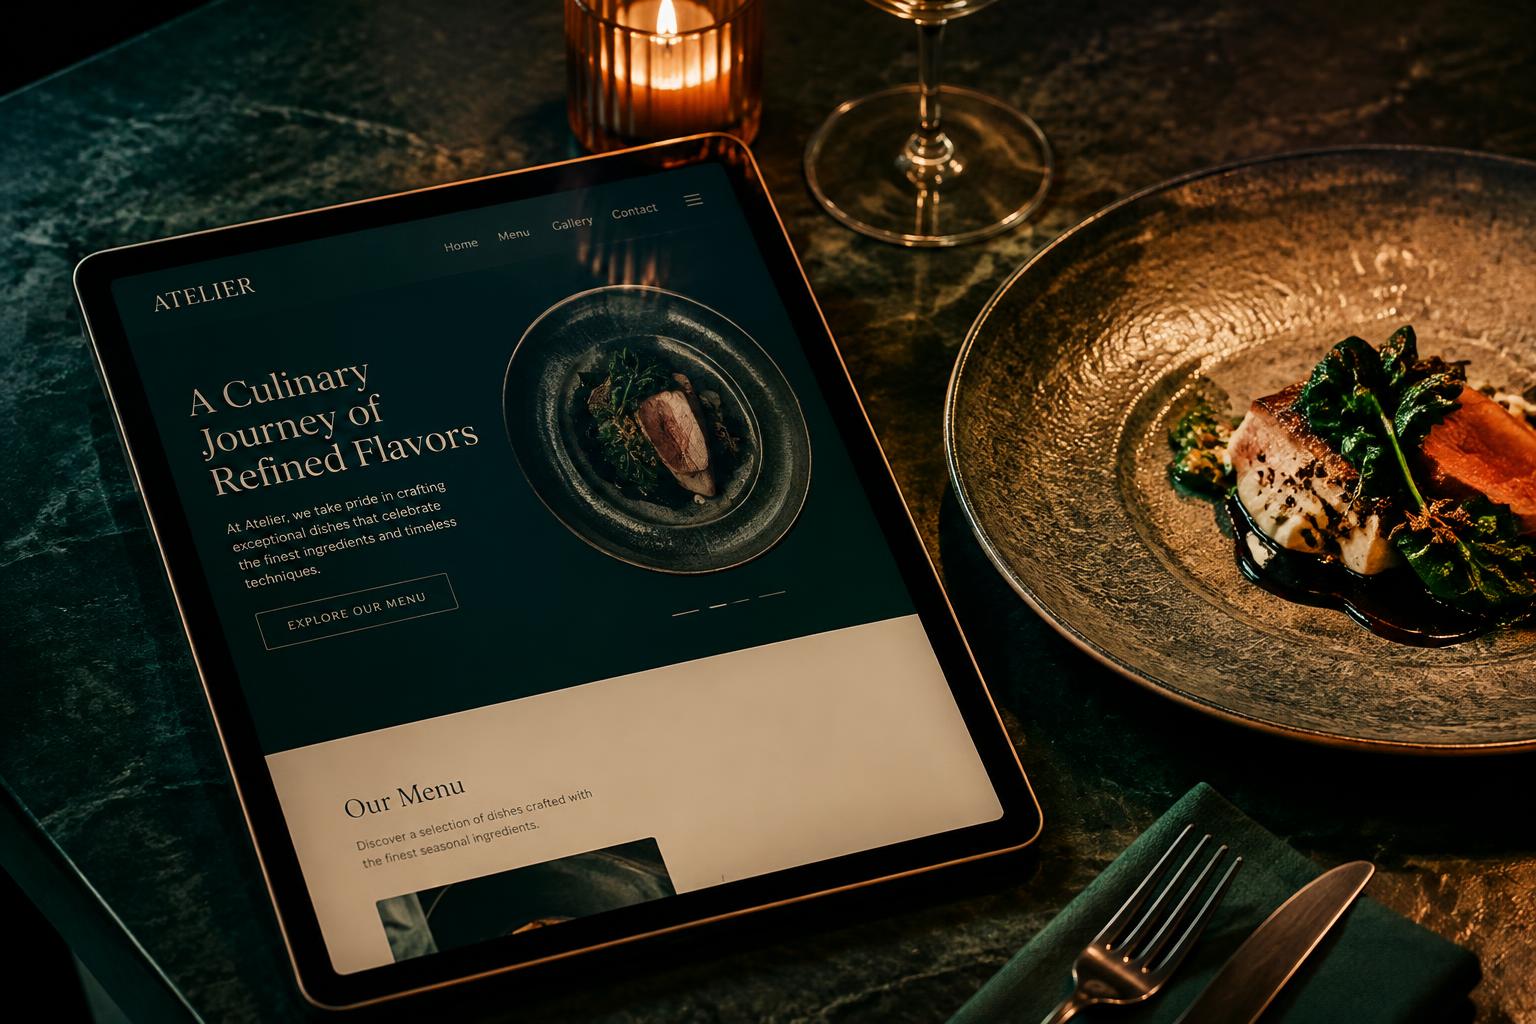 Home Menu Gallery Contact
ATELIER
A Culinary
Journey of
Refined Flavors
At Atelier, we take pride in crafting
exceptional dishes that celebrate
the finest ingredients and timeless
techniques.
EXPLORE OUR MENU
Our Menu
Discover a selection of dishes crafted with
the finest seasonal ingredients.